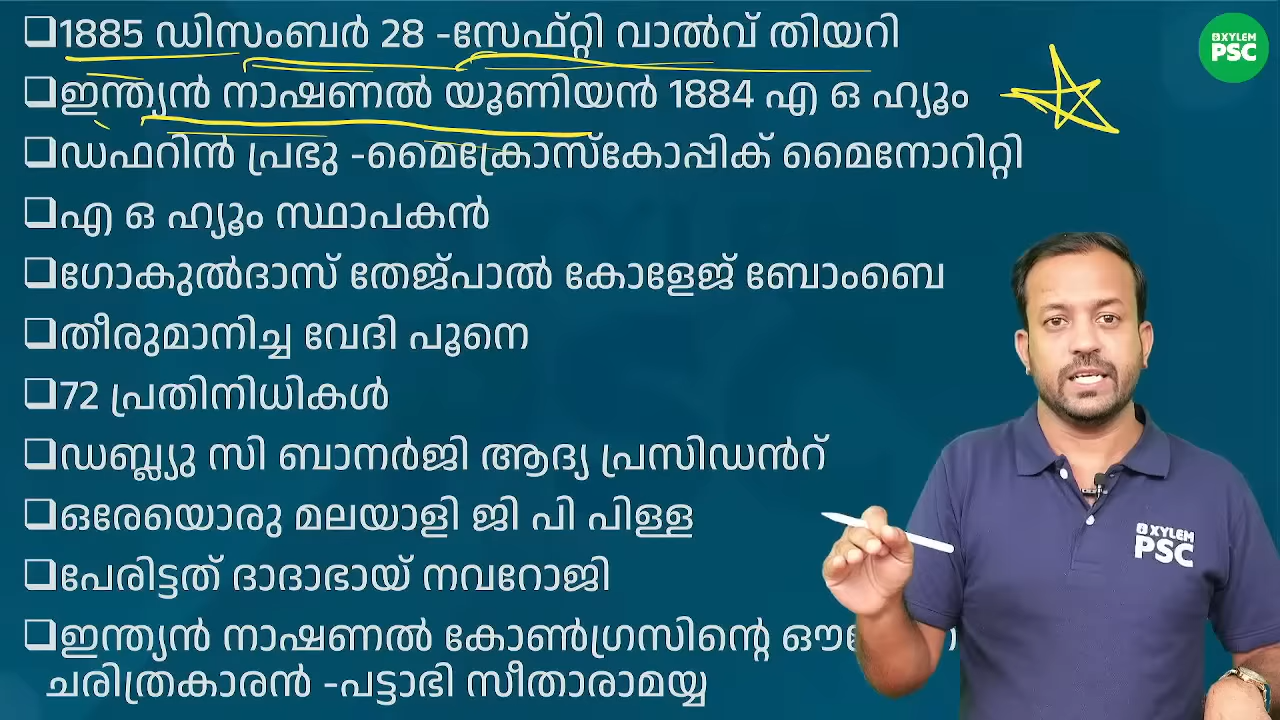 ❑1885 ഡിസംബർ 28 -സേഫ്റ്റി വാൽവ് തിയറി
❑ഇന്ത്യൻ നാഷണൽ യൂണിയൻ 1884 എ ഒ ഹ്യൂം
❑ഡഫറിൻ പ്രഭു -മൈക്രോസ്കോപ്പിക് മൈനോറിറ്റി
❑എ ഒ ഹ്യൂം സ്ഥാപകൻ
❑ഗോകുൽദാസ് തേജ്പാൽ കോളേജ് ബോംബെ
❑തീരുമാനിച്ച വേദി പൂനെ
❑72 പ്രതിനിധികൾ
❑ഡബ്ല്യു സി ബാനർജി ആദ്യ പ്രസിഡൻറ്
❑ഒരേയൊരു മലയാളി ജി പി പിള്ള
❑പേരിട്ടത് ദാദാഭായ് നവറോജി
❑ഇന്ത്യൻ നാഷണൽ കോൺഗ്രസിന്റെ
ചരിത്രകാരൻ -പട്ടാഭി സീതാരാമയ്യ
XYLEM
PSC
XYLEM
PSC